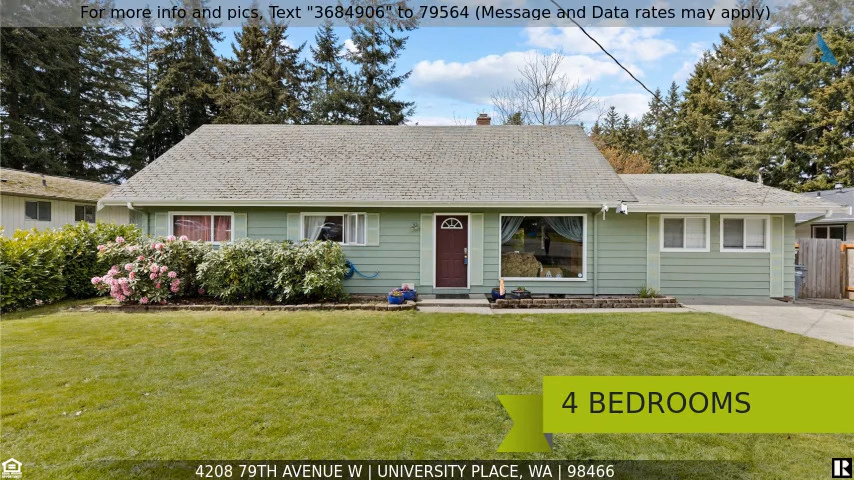 For more info and pics, Text "3684906" to 79564 (Message and Data rates may apply)
4 BEDROOMS
4208 79TH AVENUE W | UNIVERSITY PLACE, WA | 98466